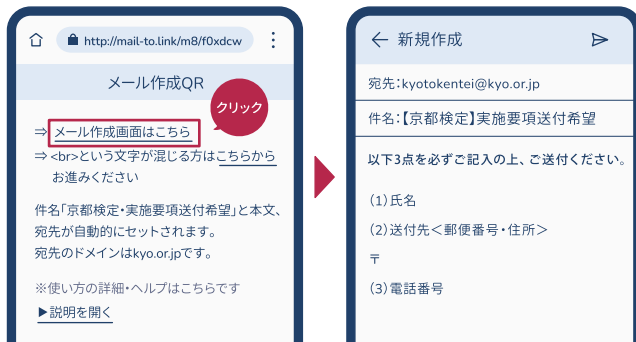 http://mail-to.link/m8/f0xdcw
メール作成QR
クリック
⇒ メール作成画面はこちら
⇒ <br>という文字が混じる方はこちらから
お進みください
件名「京都検定・実施要項送付希望」と本文、
宛先が自動的にセットされます。
宛先のドメインはkyo.or.jpです。
※使い方の詳細・ヘルプはこちらです
▶説明を開く
新規作成
宛先:kyotokentei@kyo.or.jp
件名:【京都検定】実施要項送付希望
以下3点を必ずご記入の上、ご送付ください。
(1)氏名
(2)送付先<郵便番号・住所>
〒
(3)電話番号